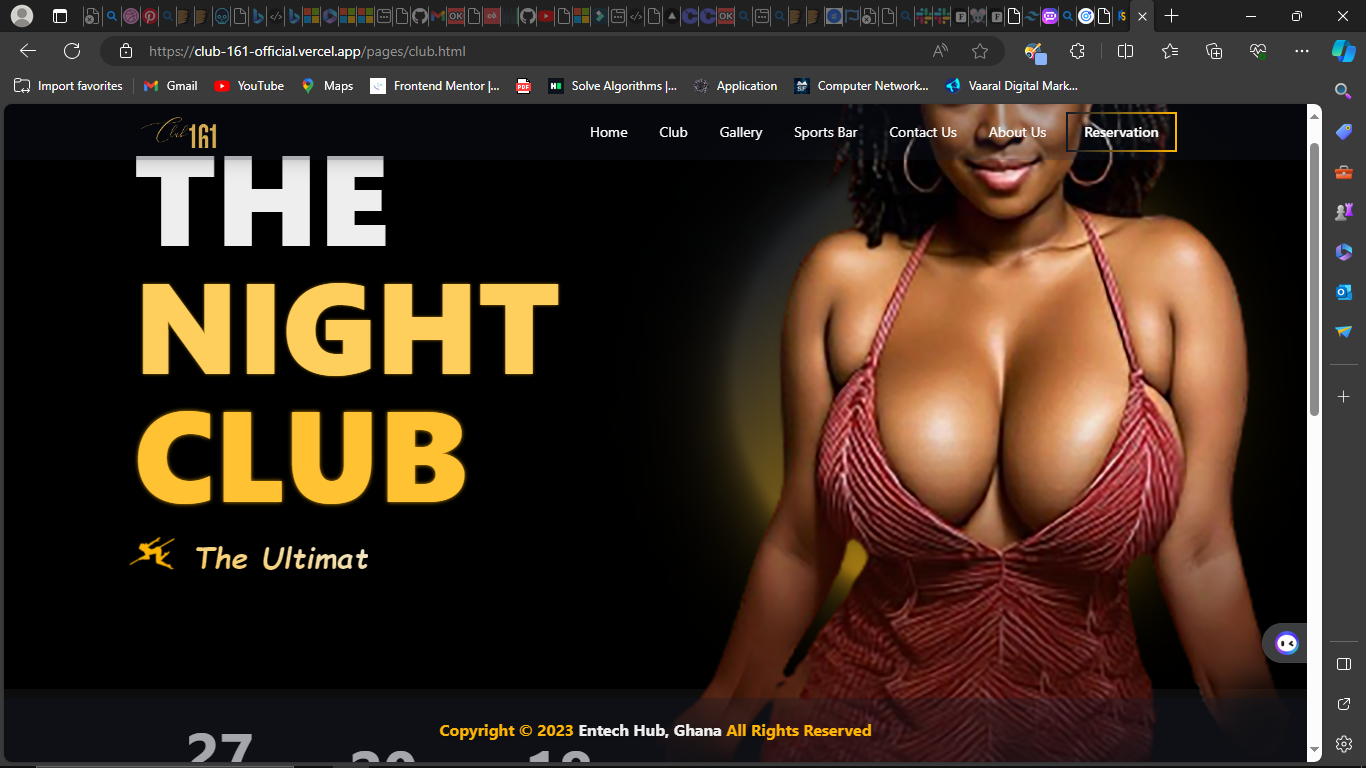 https://club-161-official.vercel.app/pages/club.html
Import favorites
Gmail
YouTube
Maps
Frontend Mentor |...
PDF
Solve Algorithms |...
Application
Computer Network...
Vaaral Digital Mark...
Club 161
Home
Club
Gallery
Sports Bar
Contact Us
About Us
Reservation
THE
NIGHT
CLUB
The Ultimat
Copyright © 2023 Entech Hub, Ghana All Rights Reserved
27